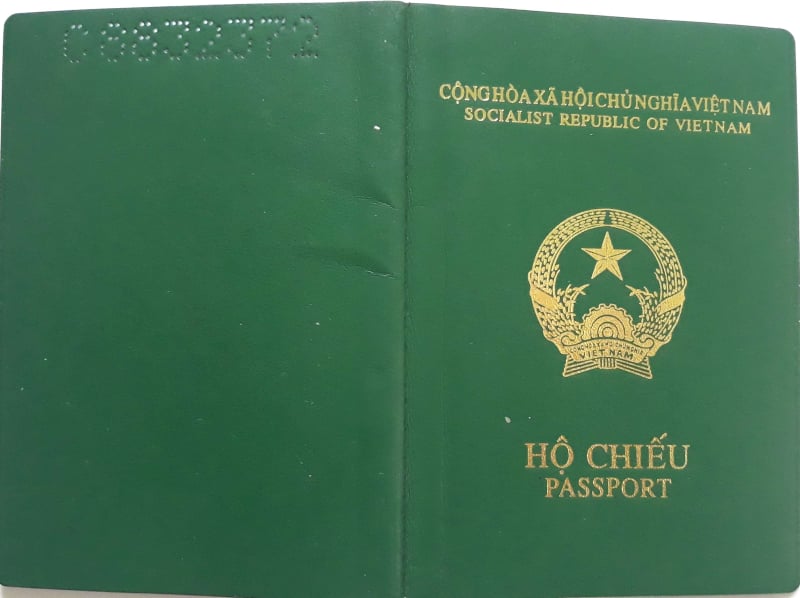 C8832372
CỘNG HÒA XÃ HỘI CHỦ NGHĨA VIỆT NAM
SOCIALIST REPUBLIC OF VIETNAM
CỘNG HÒA XÃ HỘI CHỦ NGHĨA
VIỆT NAM
HỘ CHIẾU
PASSPORT